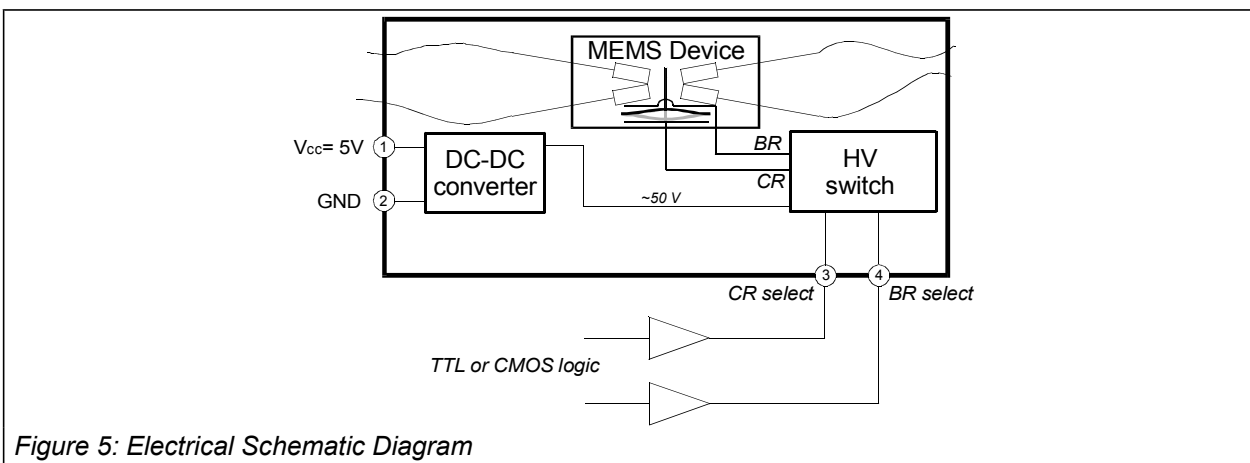 MEMS Device
Vcc= 5V
1
DC-DC
converter
GND
2
BR
CR
~50 V
HV
switch
3
4
CR select
BR select
TTL or CMOS logic
Figure 5: Electrical Schematic Diagram